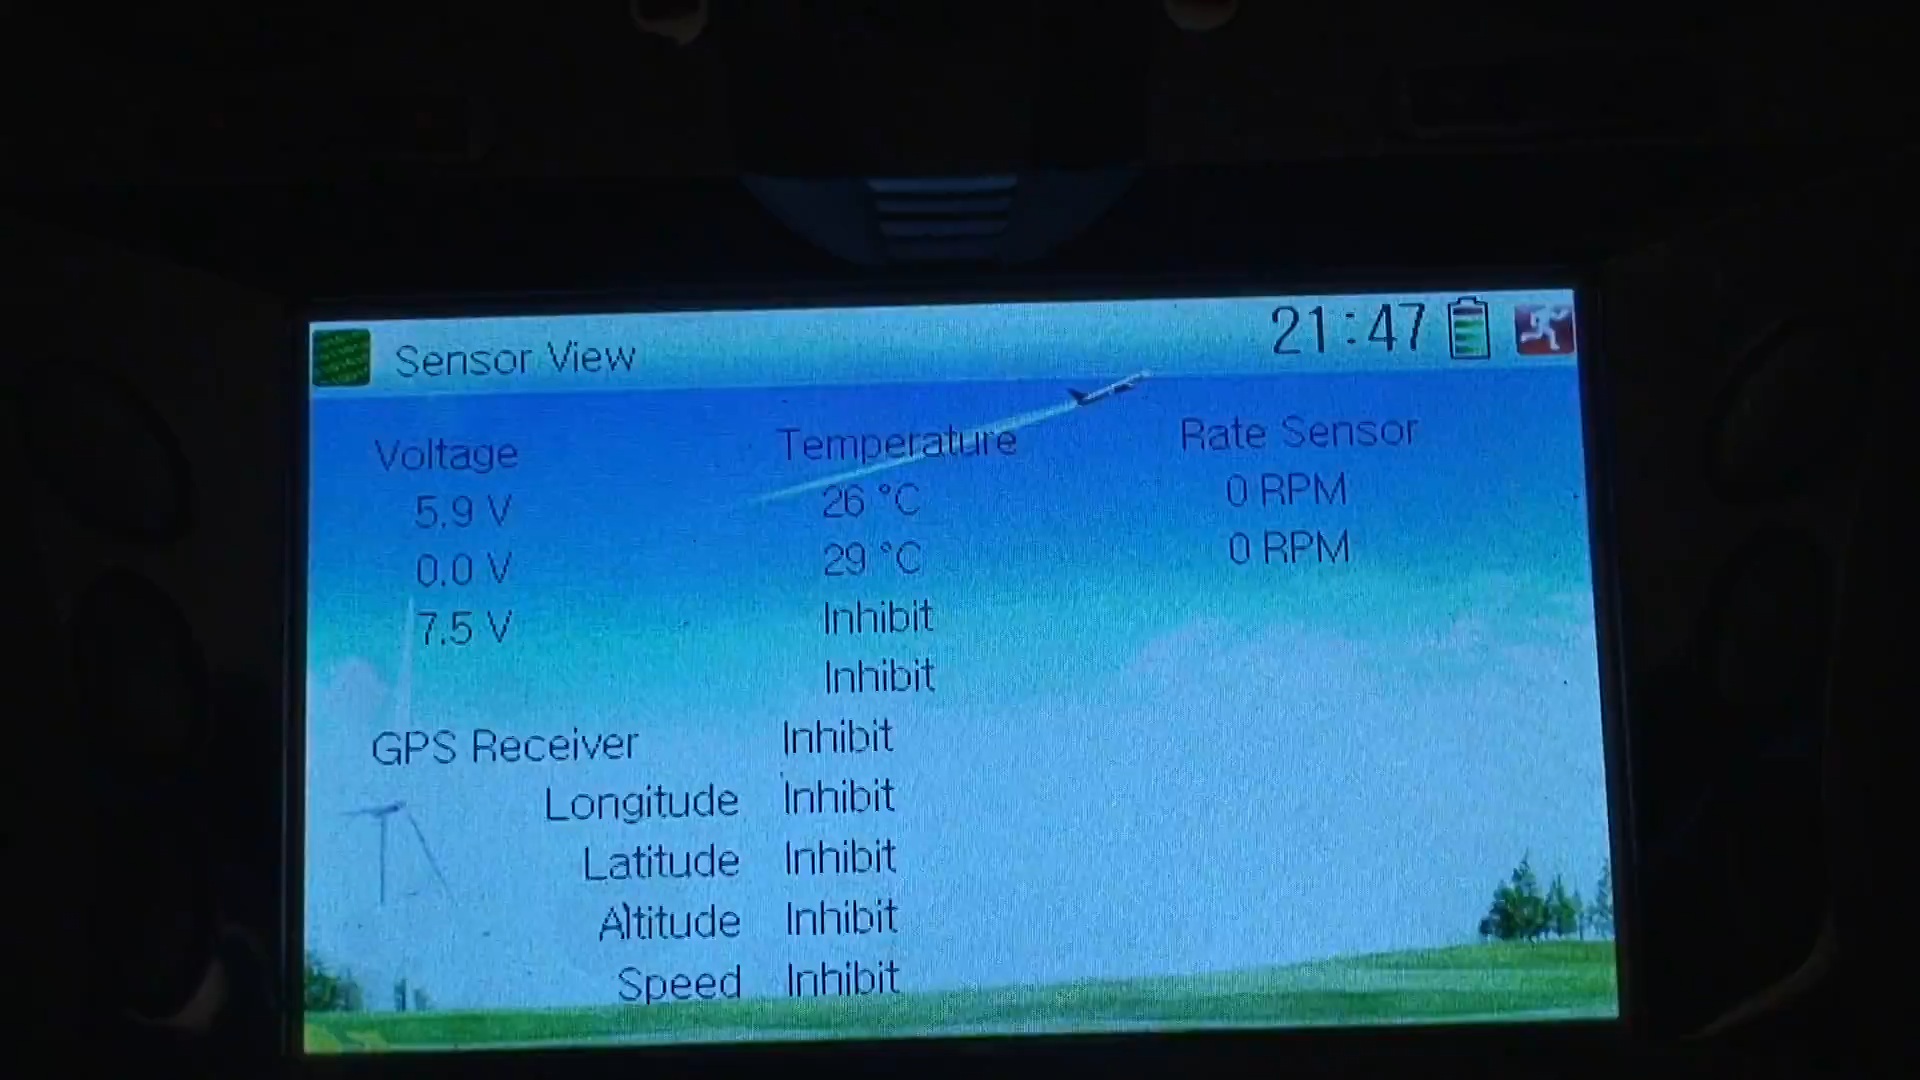 Sensor View 21:47
Voltage Temperature Rate Sensor
5.9 V 26 °C 0 RPM
0.0 V 29 °C 0 RPM
7.5 V Inhibit
Inhibit
GPS Receiver Inhibit
Longitude Inhibit
Latitude Inhibit
Altitude Inhibit
Speed Inhibit